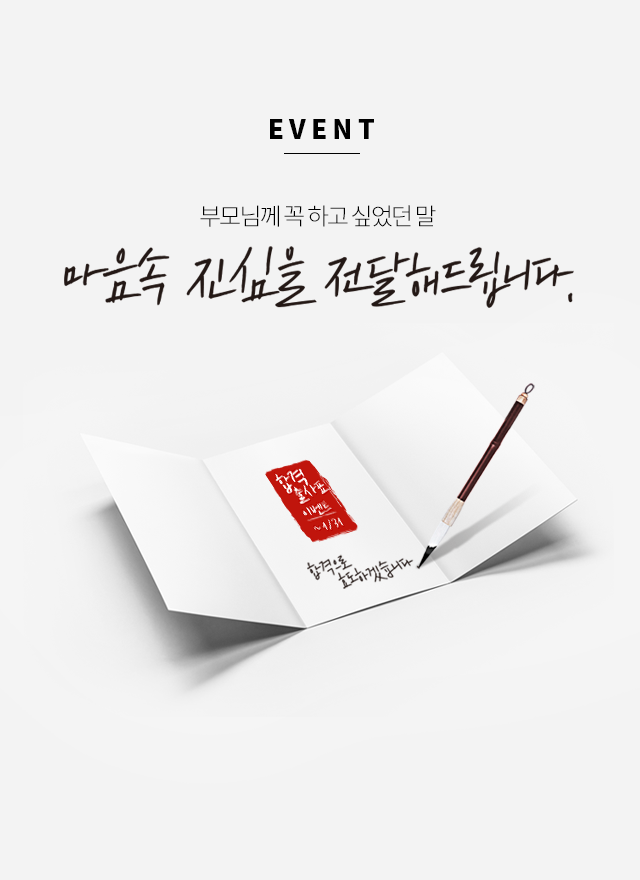 EVENT
부모님께 꼭 하고 싶었던 말
마음속 진심을 전달해드립니다.
합격
출사표
이벤트
~1/31
합격으로
효도하겠습니다